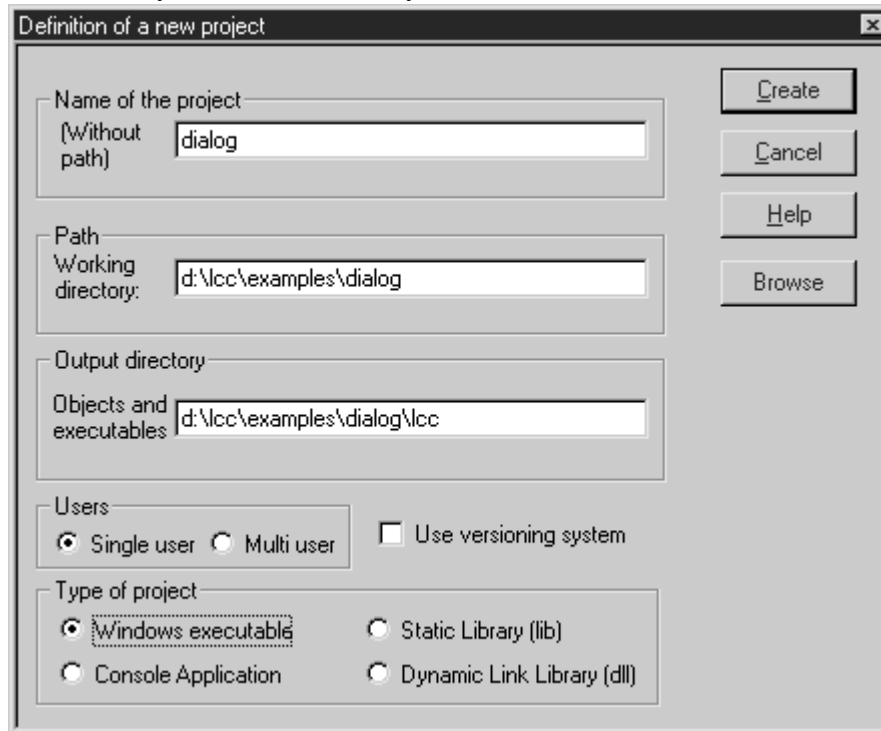 Definition of a new project
Name of the project
(Without
path)
dialog
Create
Cancel
Help
Path
Working
directory:
d:\lcc\examples\dialog
Browse
Output directory
Objects and
executables
d:\lcc\examples\dialog\lcc
Users
Single user
Multi user
Use versioning system
Type of project
Windows executable
Static Library (lib)
Console Application
Dynamic Link Library (dll)